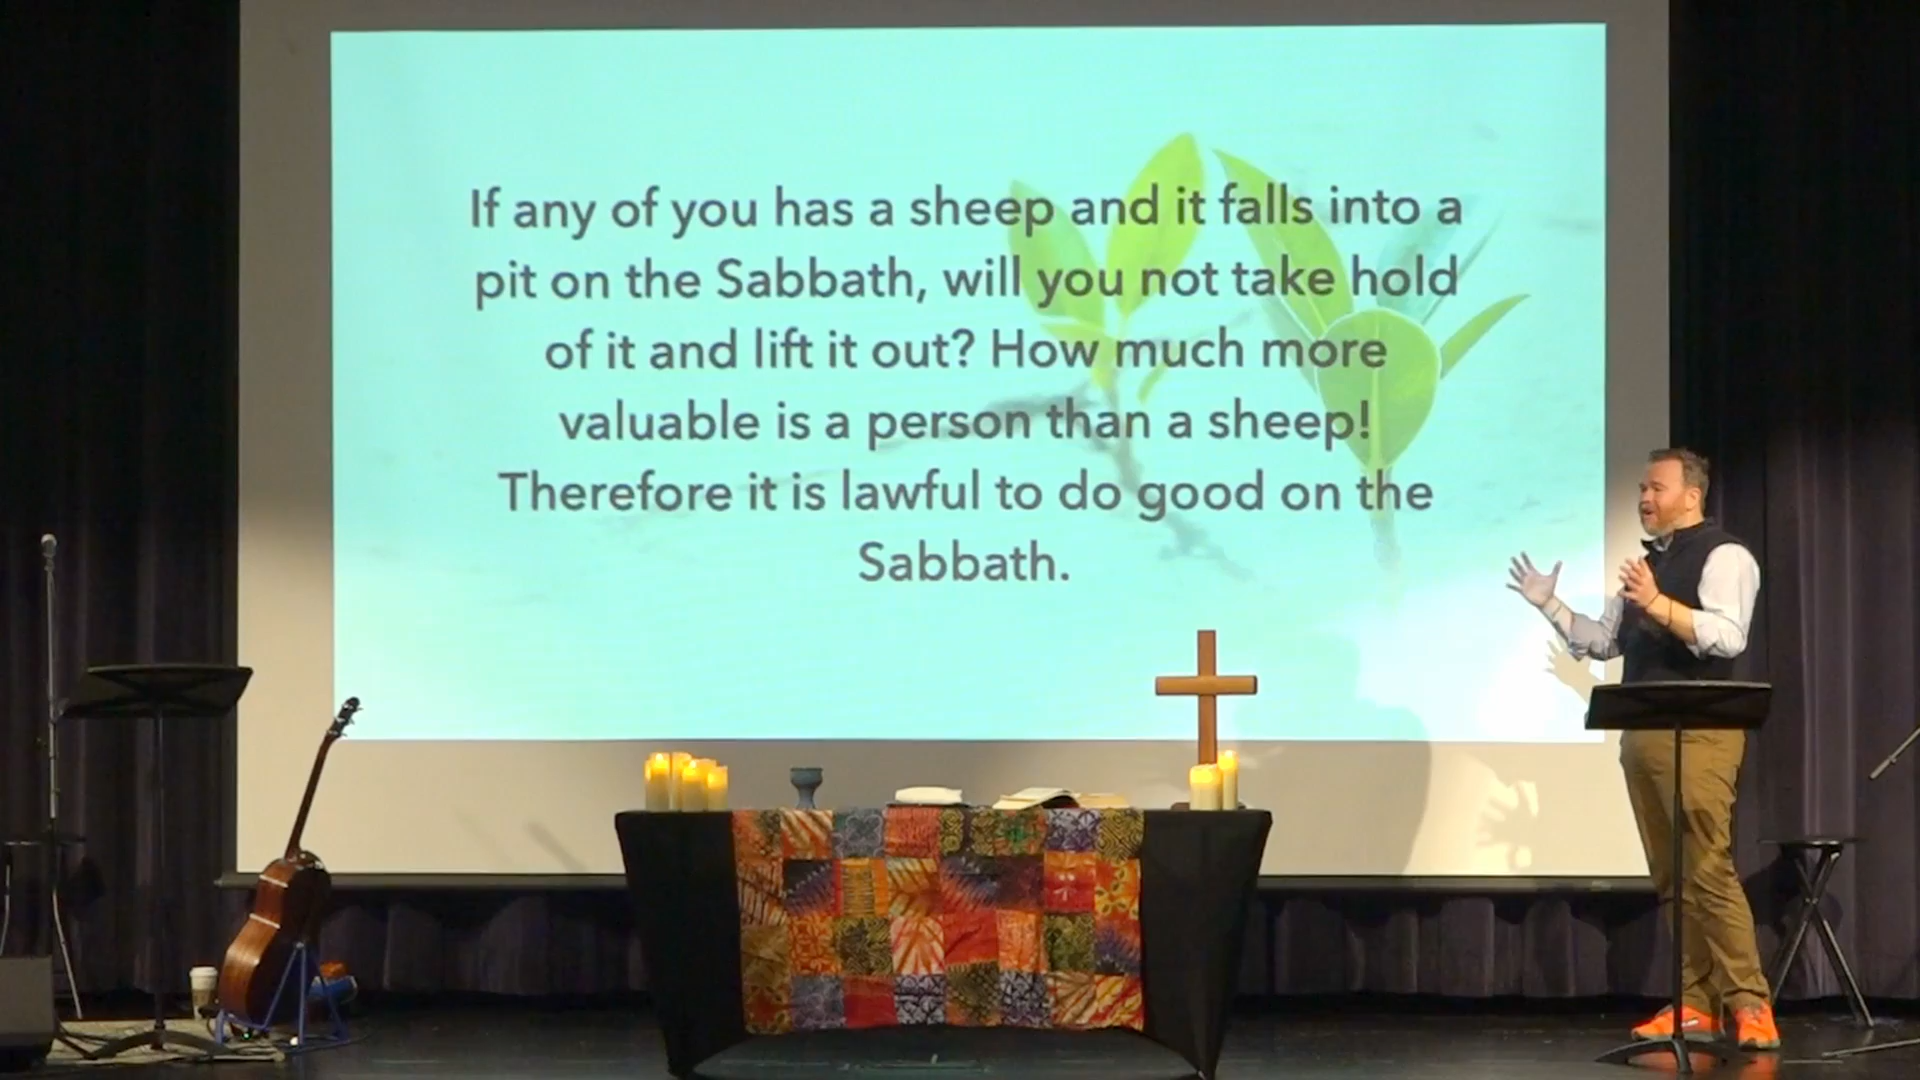 If any of you has a sheep and it falls into a
pit on the Sabbath, will you not take hold
of it and lift it out? How much more
valuable is a person than a sheep!
Therefore it is lawful to do good on the
Sabbath.